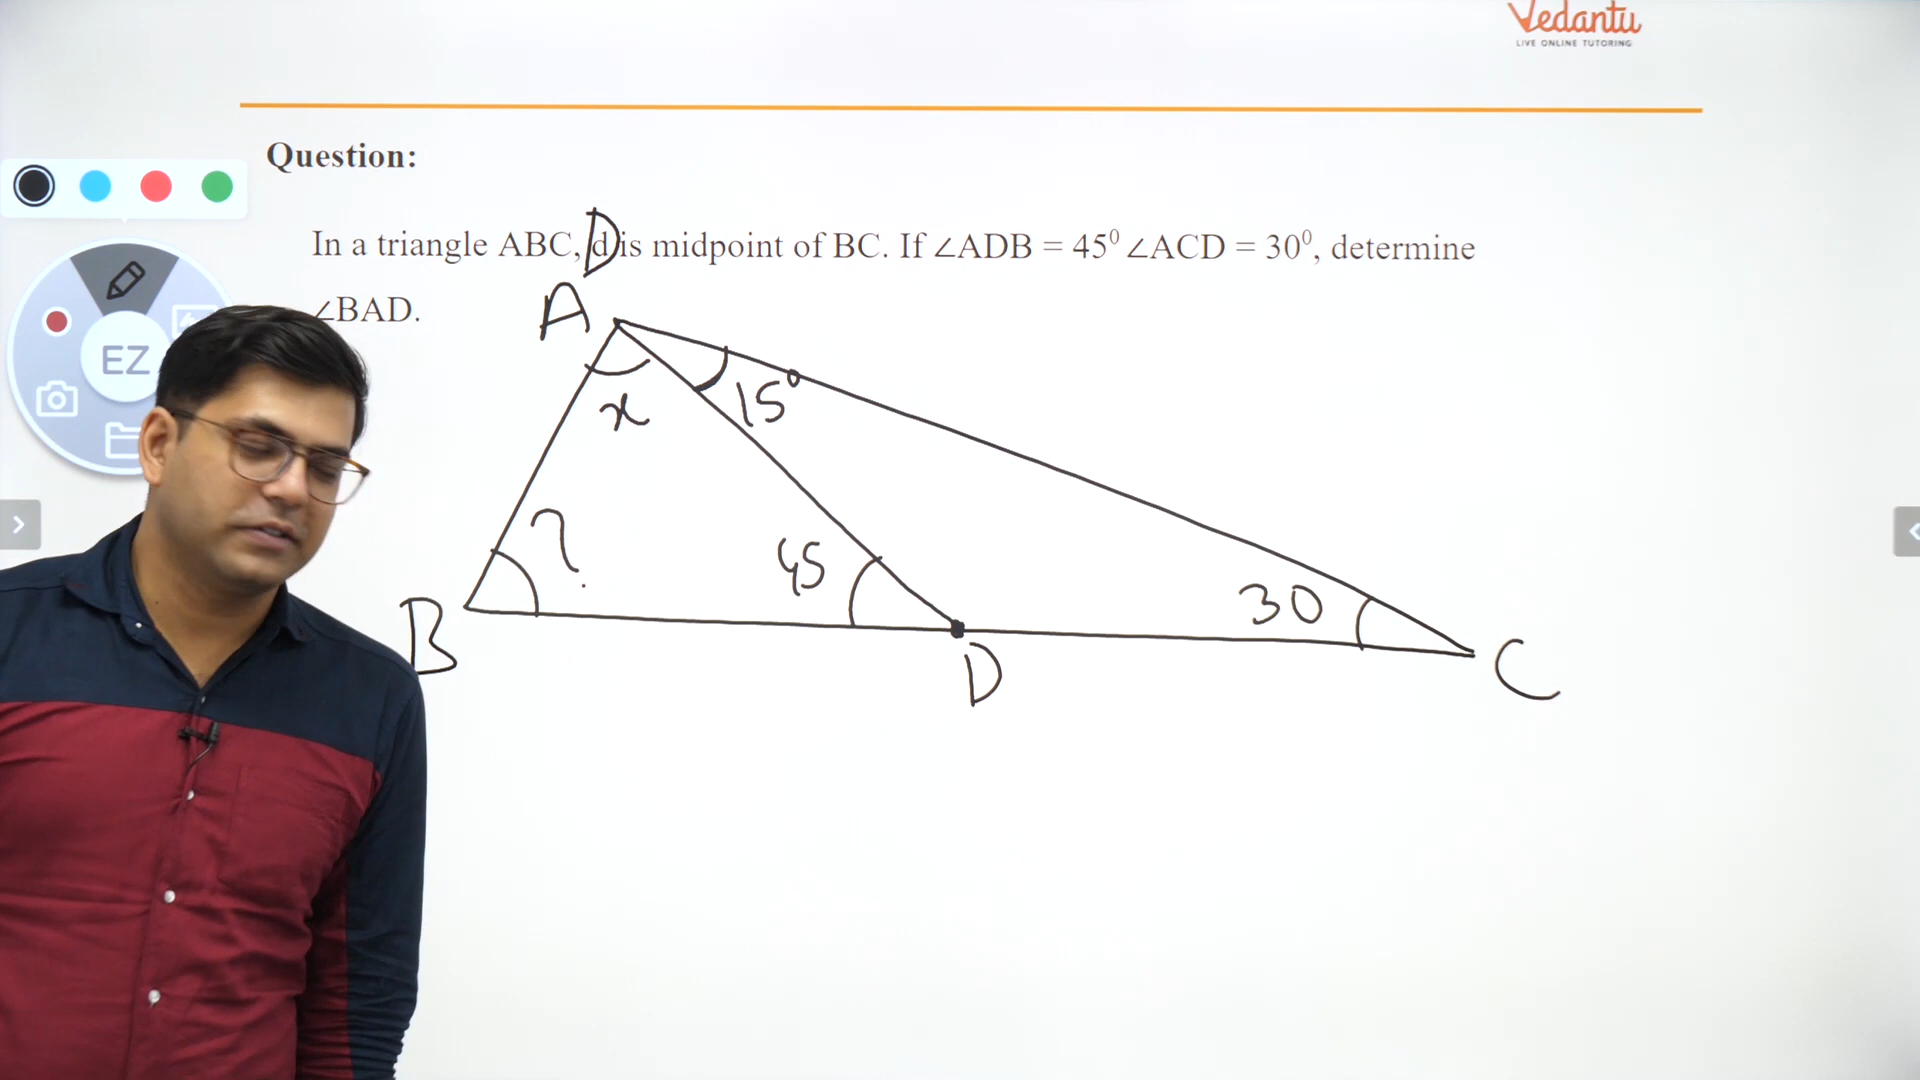 Vedantu
LIVE ONLINE TUTORING
Question:
In a triangle ABC, D is midpoint of BC. If ∠ADB = 45⁰ ∠ACD = 30⁰, determine
∠BAD.
EZ
A
15°
x
?
45
30
B
D
C